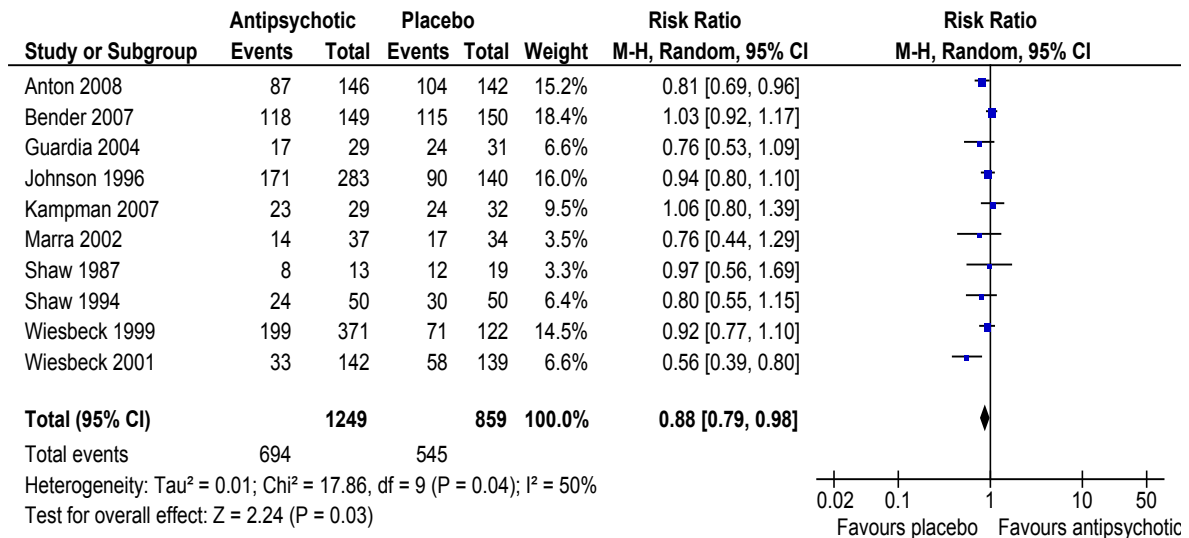 Antipsychotic Placebo Risk Ratio Risk Ratio
Study or Subgroup Events Total Events Total Weight M-H, Random, 95% CI M-H, Random, 95% CI
Anton 2008 87 146 104 142 15.2% 0.81 [0.69, 0.96]
Bender 2007 118 149 115 150 18.4% 1.03 [0.92, 1.17]
Guardia 2004 17 29 24 31 6.6% 0.76 [0.53, 1.09]
Johnson 1996 171 283 90 140 16.0% 0.94 [0.80, 1.10]
Kampman 2007 23 29 24 32 9.5% 1.06 [0.80, 1.39]
Marra 2002 14 37 17 34 3.5% 0.76 [0.44, 1.29]
Shaw 1987 8 13 12 19 3.3% 0.97 [0.56, 1.69]
Shaw 1994 24 50 30 50 6.4% 0.80 [0.55, 1.15]
Wiesbeck 1999 199 371 71 122 14.5% 0.92 [0.77, 1.10]
Wiesbeck 2001 33 142 58 139 6.6% 0.56 [0.39, 0.80]
Total (95% CI) 1249 859 100.0% 0.88 [0.79, 0.98]
Total events 694 545
Heterogeneity: Tau² = 0.01; Chi² = 17.86, df = 9 (P = 0.04); I² = 50%
Test for overall effect: Z = 2.24 (P = 0.03)
0.02 0.1 1 10 50
Favours placebo Favours antipsychotic